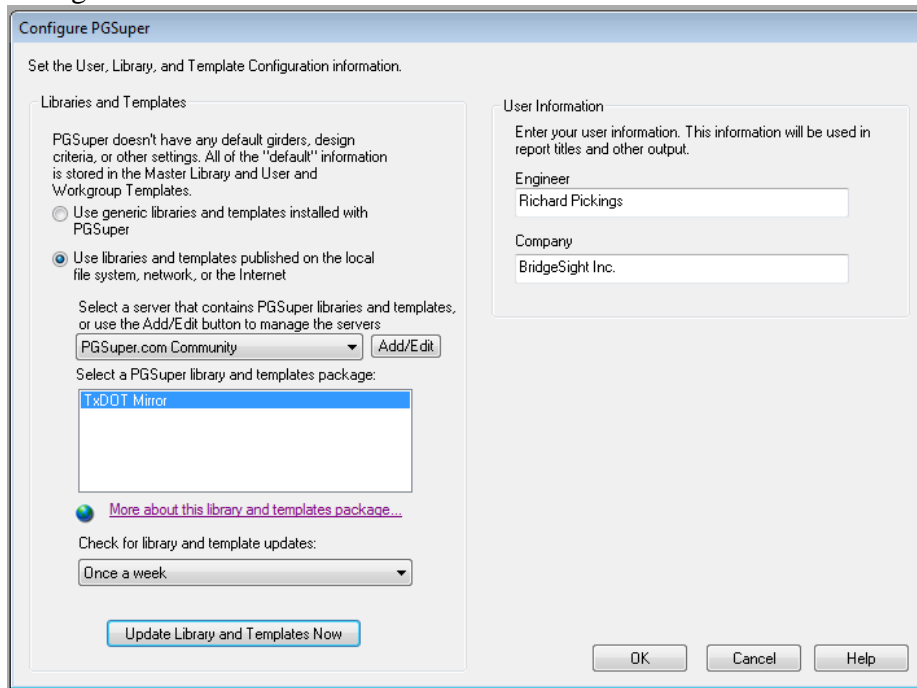 Configure PGSuper
Set the User, Library, and Template Configuration information.
Libraries and Templates
PGSuper doesn't have any default girders, design
criteria, or other settings. All of the "default" information
is stored in the Master Library and User and
Workgroup Templates.
Use generic libraries and templates installed with
PGSuper
Use libraries and templates published on the local
file system, network, or the Internet
Select a server that contains PGSuper libraries and templates,
or use the Add/Edit button to manage the servers
PGSuper.com Community
Add/Edit
Select a PGSuper library and templates package:
TxDOT Mirror
More about this library and templates package...
Check for library and template updates:
Once a week
Update Library and Templates Now
User Information
Enter your user information. This information will be used in
report titles and other output.
Engineer
Richard Pickings
Company
BridgeSight Inc.
OK
Cancel
Help